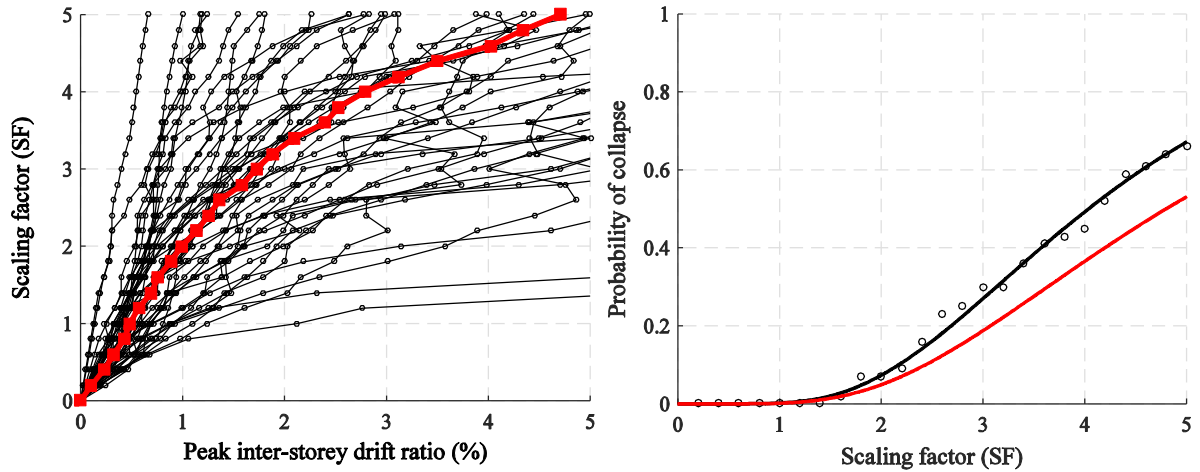 Scaling factor (SF)
5
4
3
2
1
0
0 1 2 3 4 5
Peak inter-storey drift ratio (%)
Probability of collapse
1
0.8
0.6
0.4
0.2
0
0 1 2 3 4 5
Scaling factor (SF)